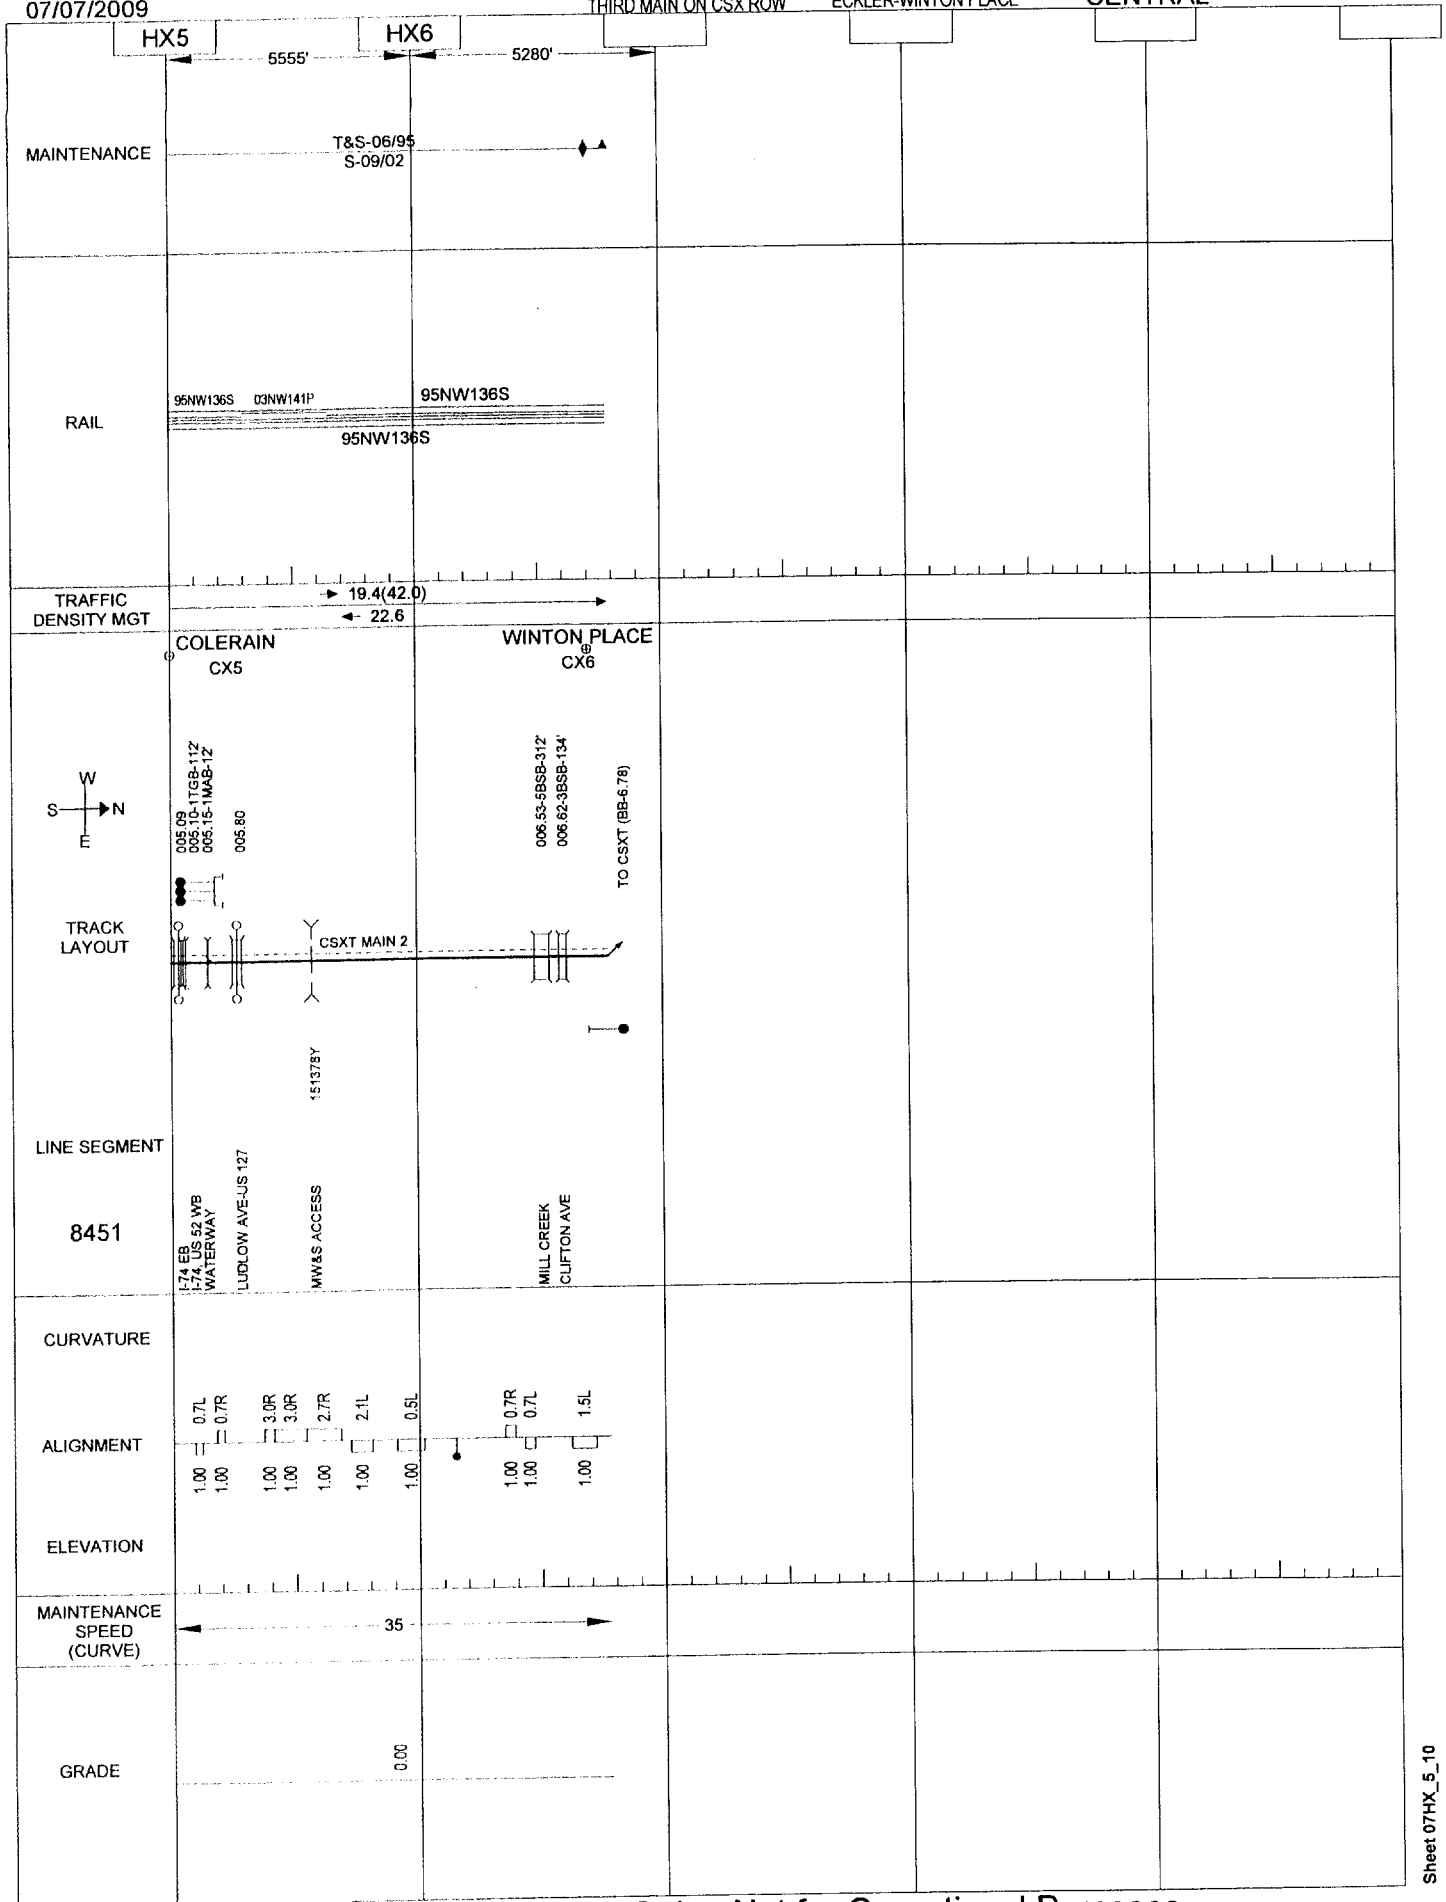 07/07/2009
THIRD MAIN ON CSX ROW ECKLER-WINTON PLACE CENTRAL
HX5 HX6
5555' 5280'
MAINTENANCE
T&S-06/95
S-09/02
RAIL
95NW136S 03NW141P 95NW136S
95NW136S
TRAFFIC
DENSITY MGT
19.4(42.0)
22.6
COLERAIN
CX5
WINTON PLACE
CX6
W
S N
E
005.09
005.10-1TGB-112'
005.15-1MAB-12'
005.80
006.53-5BSB-312'
006.62-3BSB-134'
TO CSXT (BB-6.78)
TRACK
LAYOUT
CSXT MAIN 2
151378Y
LINE SEGMENT
8451
I-74 EB
I-74, US 52 WB
WATERWAY
LUDLOW AVE-US 127
MW&S ACCESS
MILL CREEK
CLIFTON AVE
CURVATURE
0.7L 0.7R 3.0R 3.0R 2.7R 2.1L 0.5L 0.7R 0.7L 1.5L
ALIGNMENT
1.00 1.00 1.00 1.00 1.00 1.00 1.00 1.00 1.00 1.00
ELEVATION
MAINTENANCE
SPEED
(CURVE)
35
GRADE
0.00
Sheet 07HX_5_10